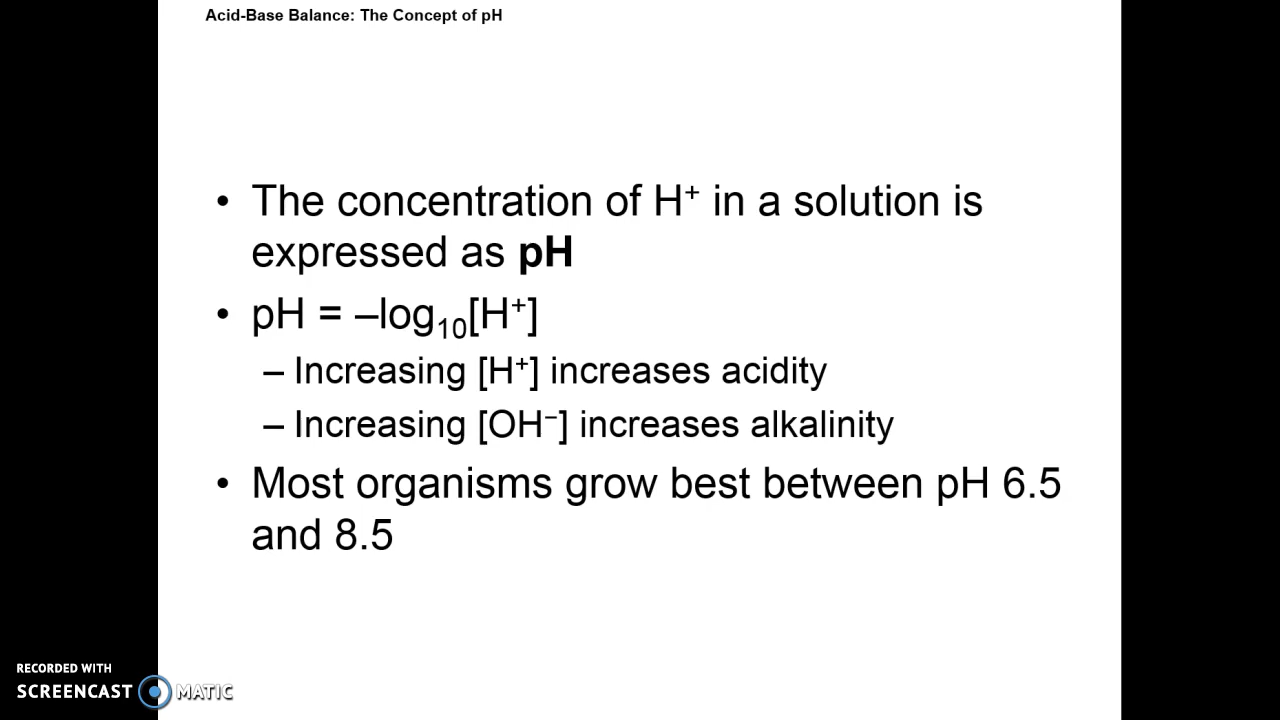 Acid-Base Balance: The Concept of pH
• The concentration of H⁺ in a solution is
expressed as pH
• pH = –log₁₀[H⁺]
– Increasing [H⁺] increases acidity
– Increasing [OH⁻] increases alkalinity
• Most organisms grow best between pH 6.5
and 8.5
RECORDED WITH
SCREENCAST MATIC